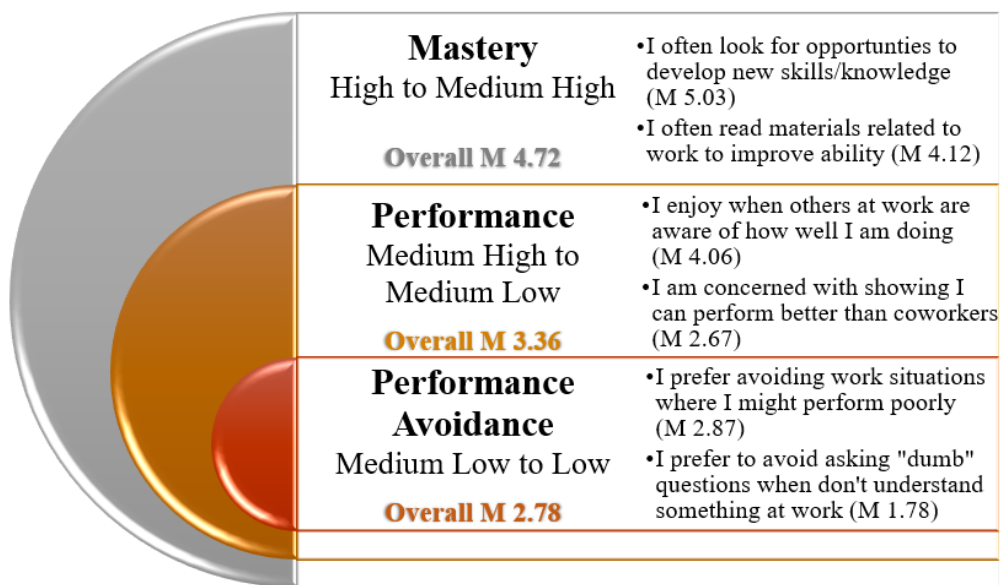 Mastery
High to Medium High
Overall M 4.72
•I often look for opportunties to
develop new skills/knowledge
(M 5.03)
•I often read materials related to
work to improve ability (M 4.12)
Performance
Medium High to
Medium Low
Overall M 3.36
•I enjoy when others at work are
aware of how well I am doing
(M 4.06)
•I am concerned with showing I
can perform better than coworkers
(M 2.67)
Performance
Avoidance
Medium Low to Low
Overall M 2.78
•I prefer avoiding work situations
where I might perform poorly
(M 2.87)
•I prefer to avoid asking "dumb"
questions when don't understand
something at work (M 1.78)